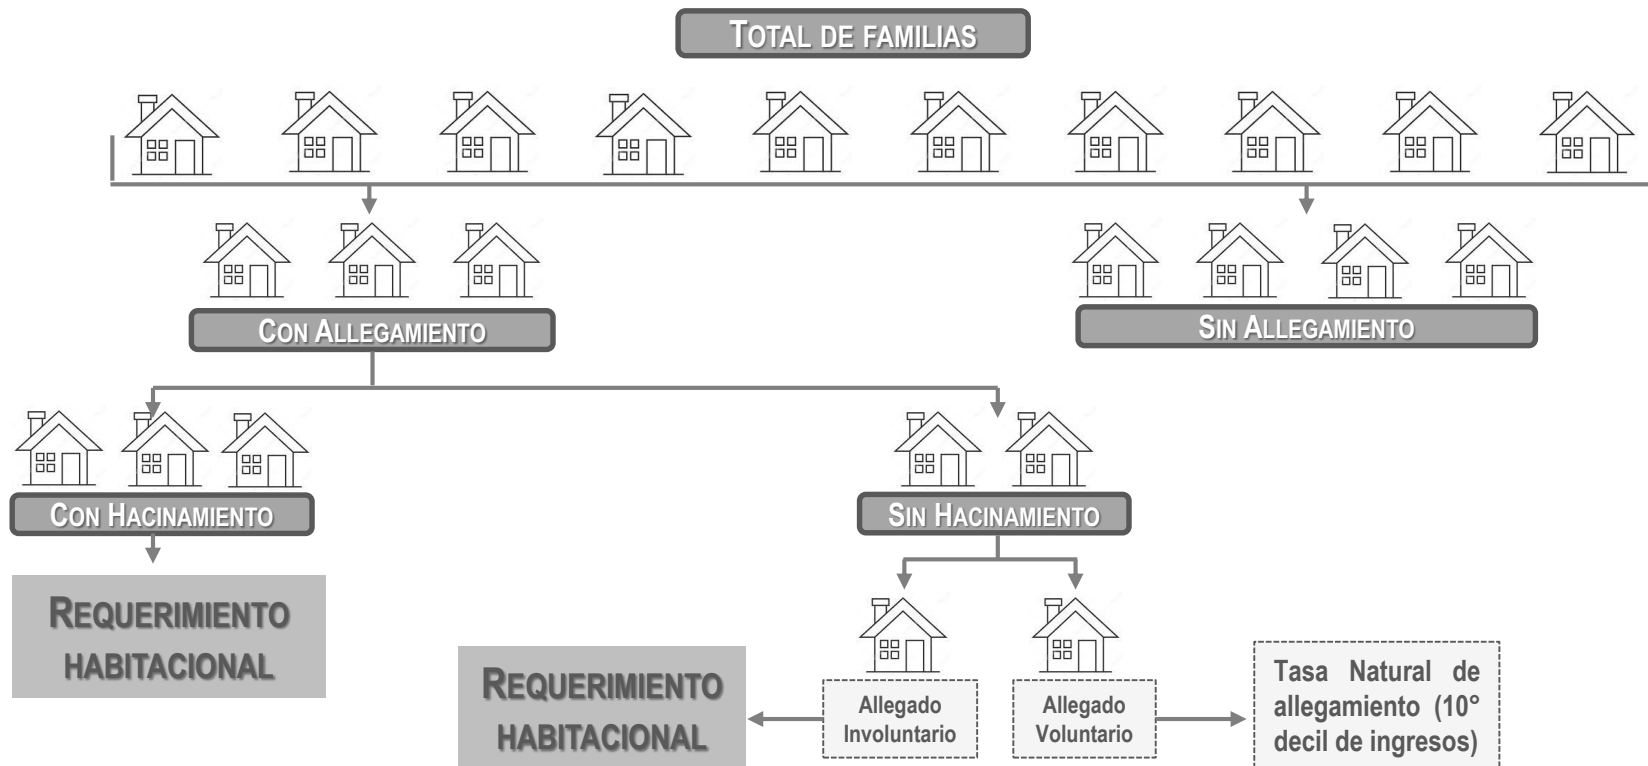 TOTAL DE FAMILIAS
CON ALLEGAMIENTO
SIN ALLEGAMIENTO
CON HACINAMIENTO
SIN HACINAMIENTO
REQUERIMIENTO
HABITACIONAL
REQUERIMIENTO
HABITACIONAL
Allegado
Involuntario
Allegado
Voluntario
Tasa Natural de
allegamiento (10°
decil de ingresos)